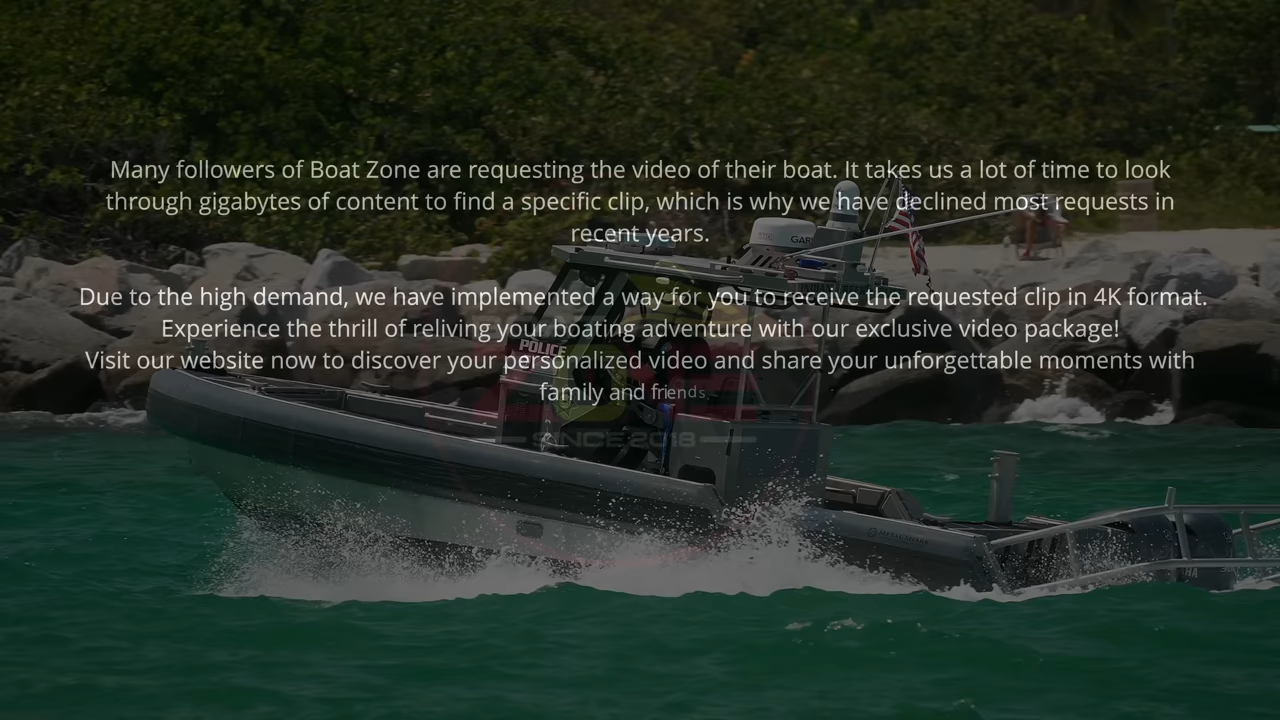 Many followers of Boat Zone are requesting the video of their boat. It takes us a lot of time to look
through gigabytes of content to find a specific clip, which is why we have declined most requests in
recent years.
Due to the high demand, we have implemented a way for you to receive the requested clip in 4K format.
Experience the thrill of reliving your boating adventure with our exclusive video package!
Visit our website now to discover your personalized video and share your unforgettable moments with
family and friends.
POLICE
SINCE 2018